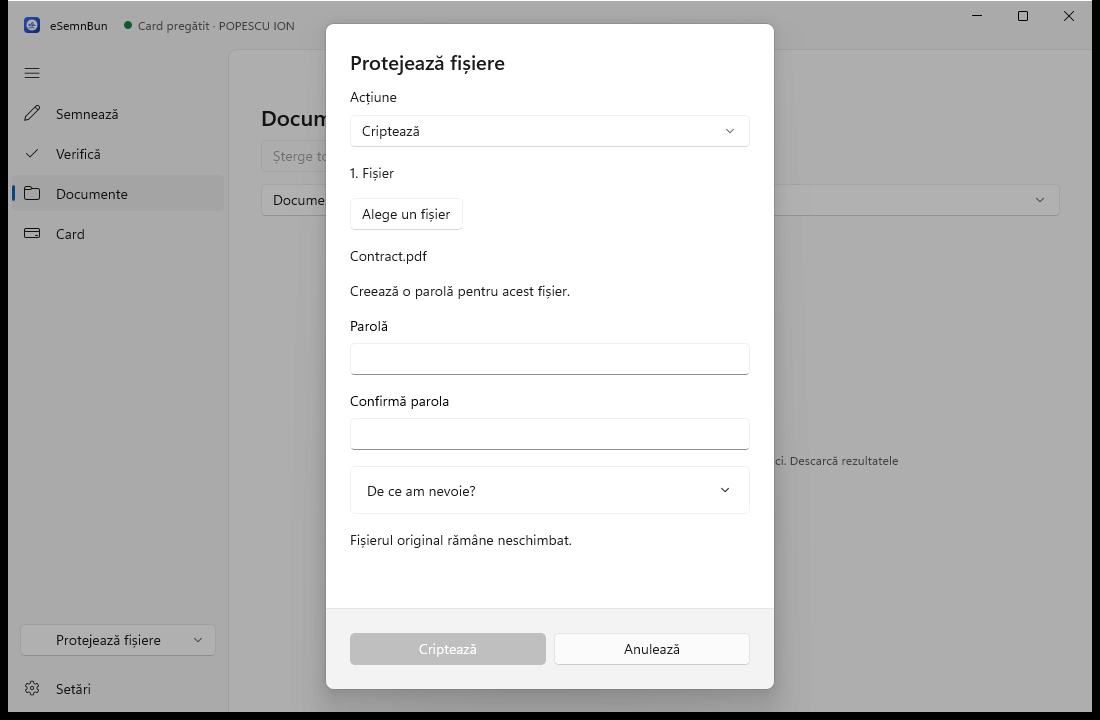 eSemnBun
Card pregătit · POPESCU ION
Semnează
Verifică
Documente
Card
Protejează fișiere
Setări
Docum
Șterge to
Docume
ci. Descarcă rezultatele
Protejează fișiere
Acțiune
Criptează
1. Fișier
Alege un fișier
Contract.pdf
Creează o parolă pentru acest fișier.
Parolă
Confirmă parola
De ce am nevoie?
Fișierul original rămâne neschimbat.
Criptează
Anulează